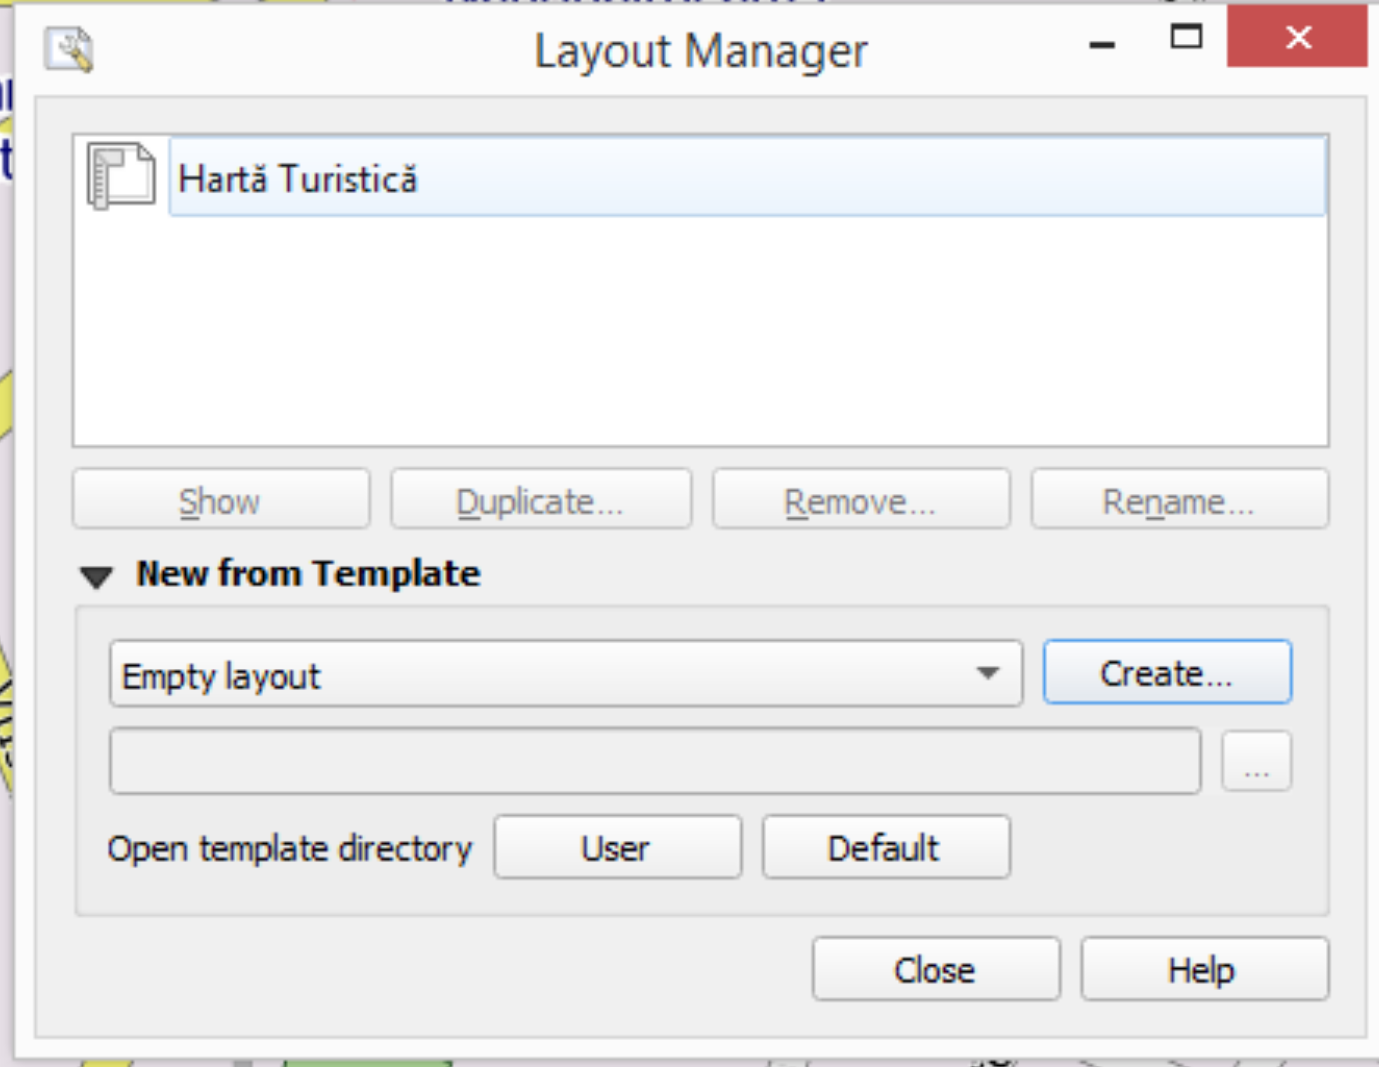 Layout Manager
Hartă Turistică
Show Duplicate... Remove... Rename...
New from Template
Empty layout Create...
...
Open template directory User Default
Close Help